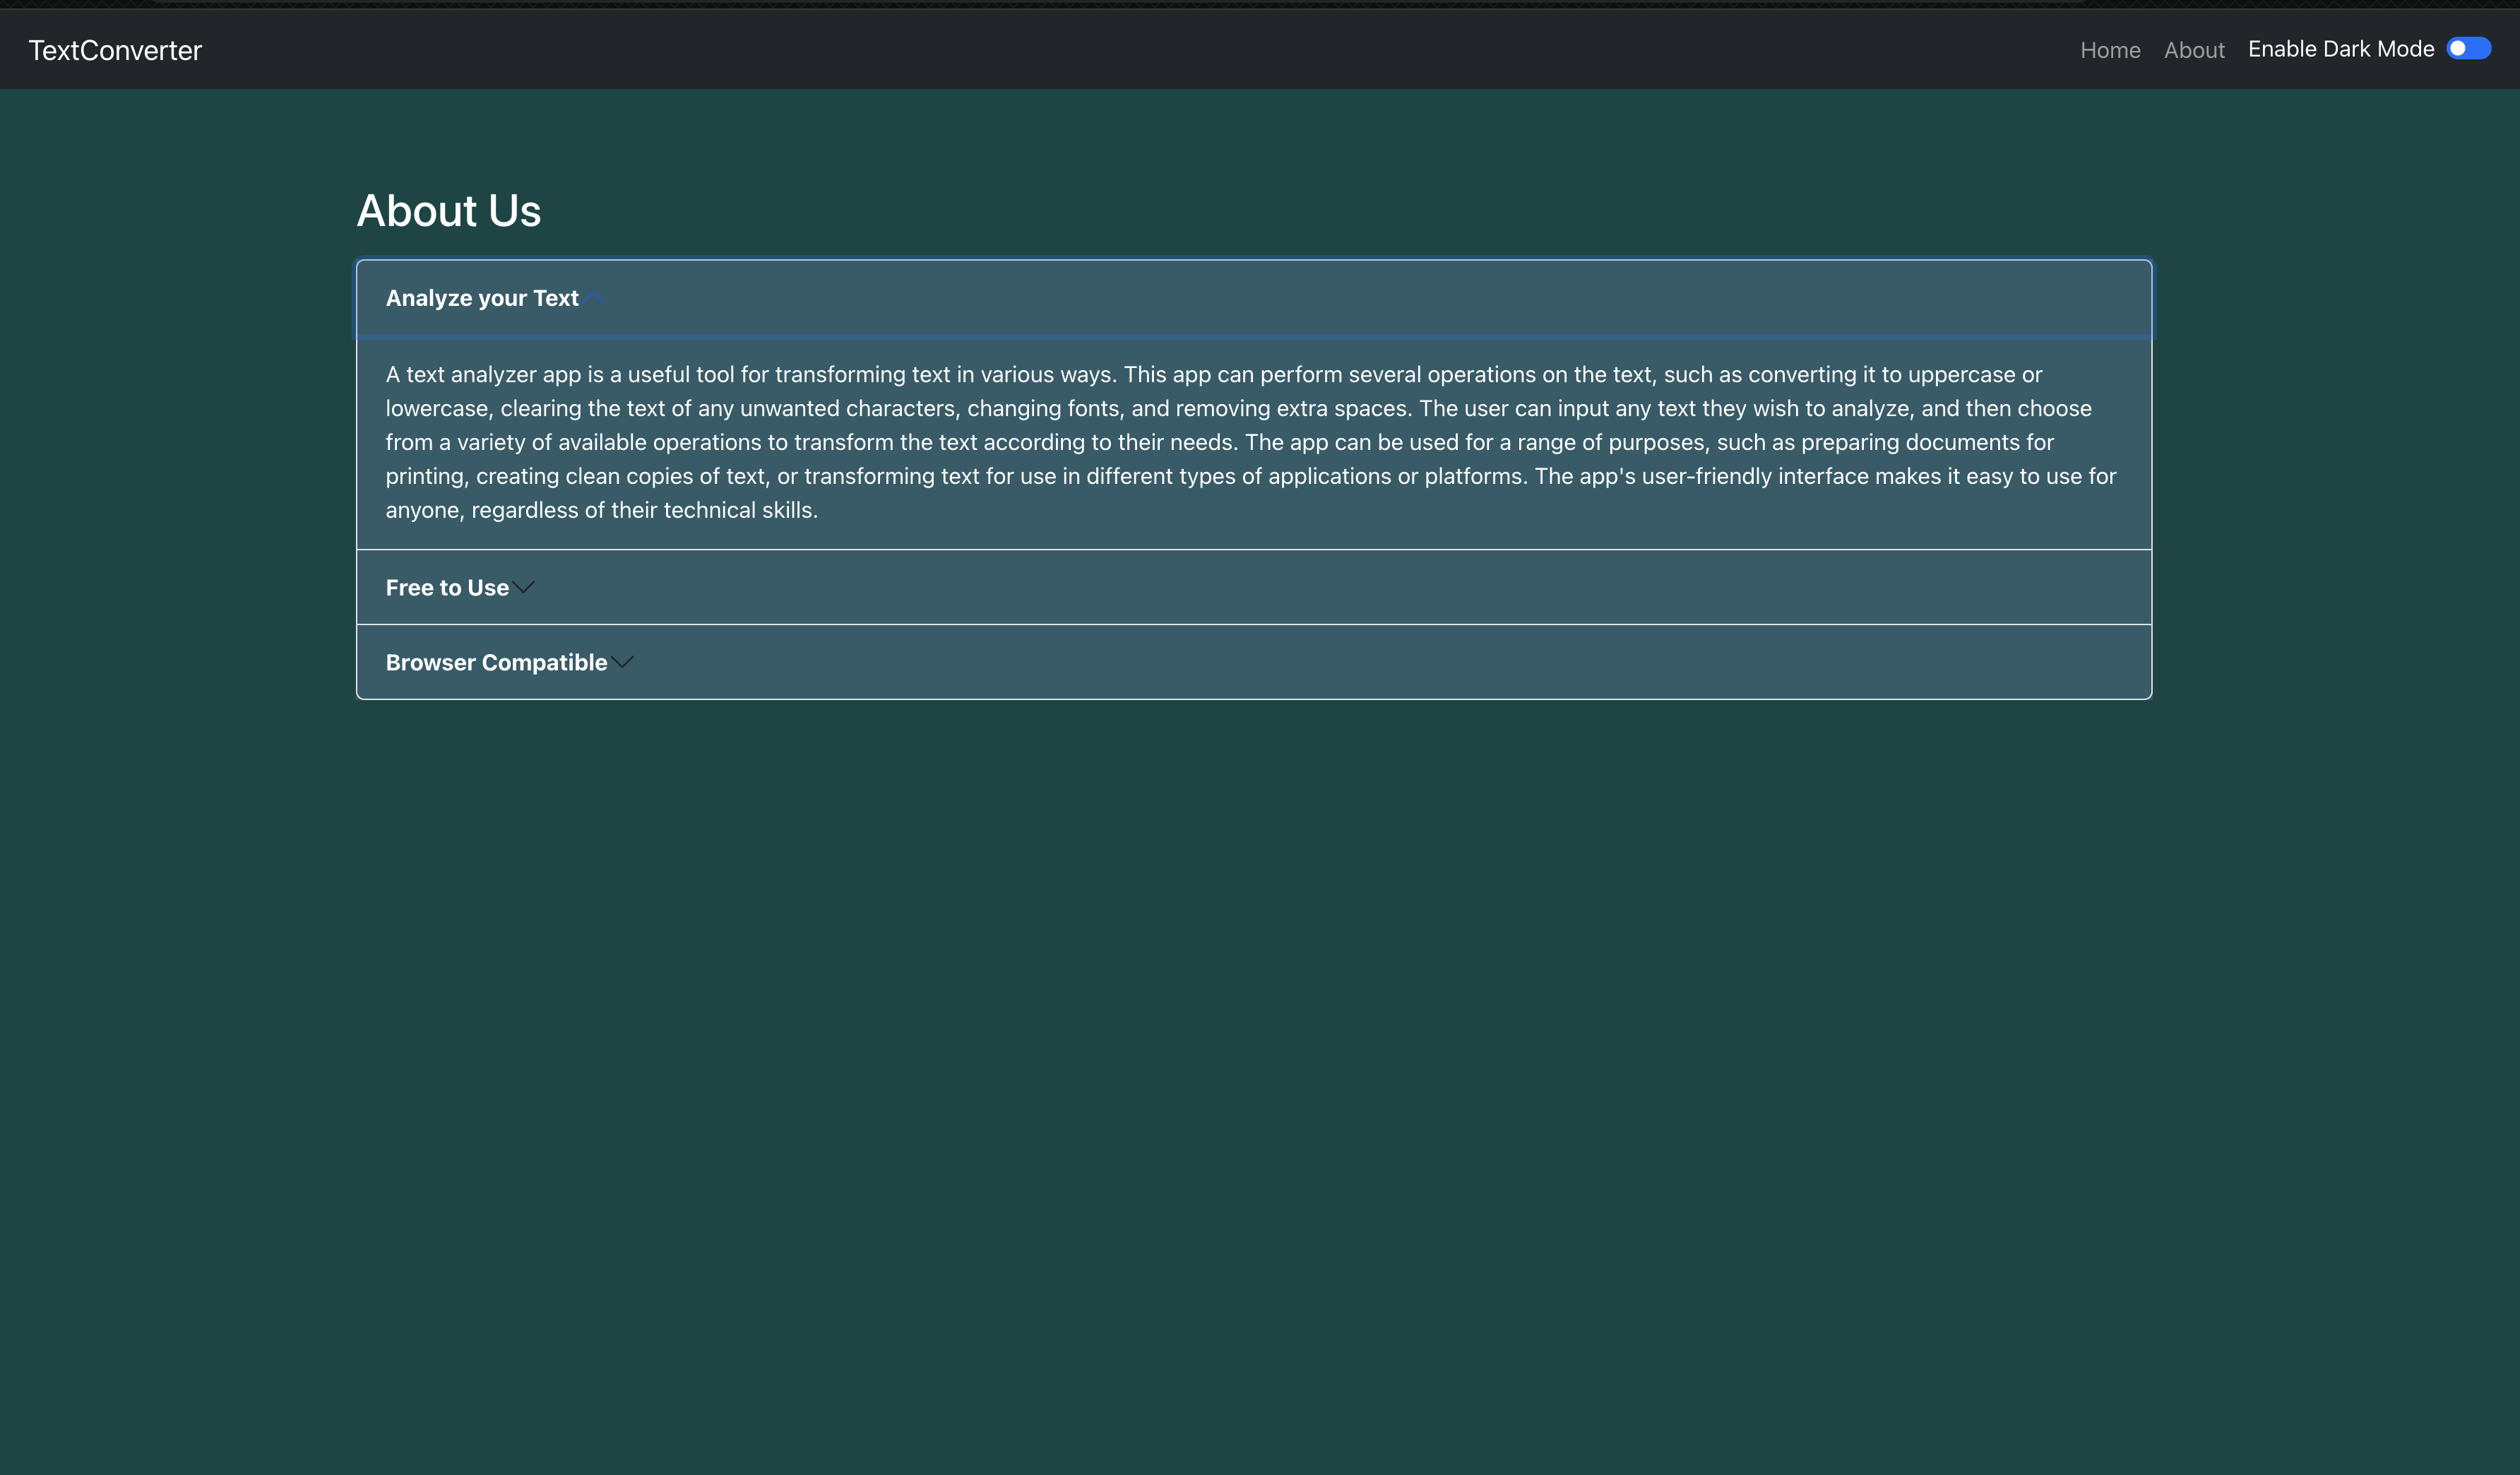 TextConverter
Home
About
Enable Dark Mode
About Us
Analyze your Text
A text analyzer app is a useful tool for transforming text in various ways. This app can perform several operations on the text, such as converting it to uppercase or
lowercase, clearing the text of any unwanted characters, changing fonts, and removing extra spaces. The user can input any text they wish to analyze, and then choose
from a variety of available operations to transform the text according to their needs. The app can be used for a range of purposes, such as preparing documents for
printing, creating clean copies of text, or transforming text for use in different types of applications or platforms. The app's user-friendly interface makes it easy to use for
anyone, regardless of their technical skills.
Free to Use
Browser Compatible